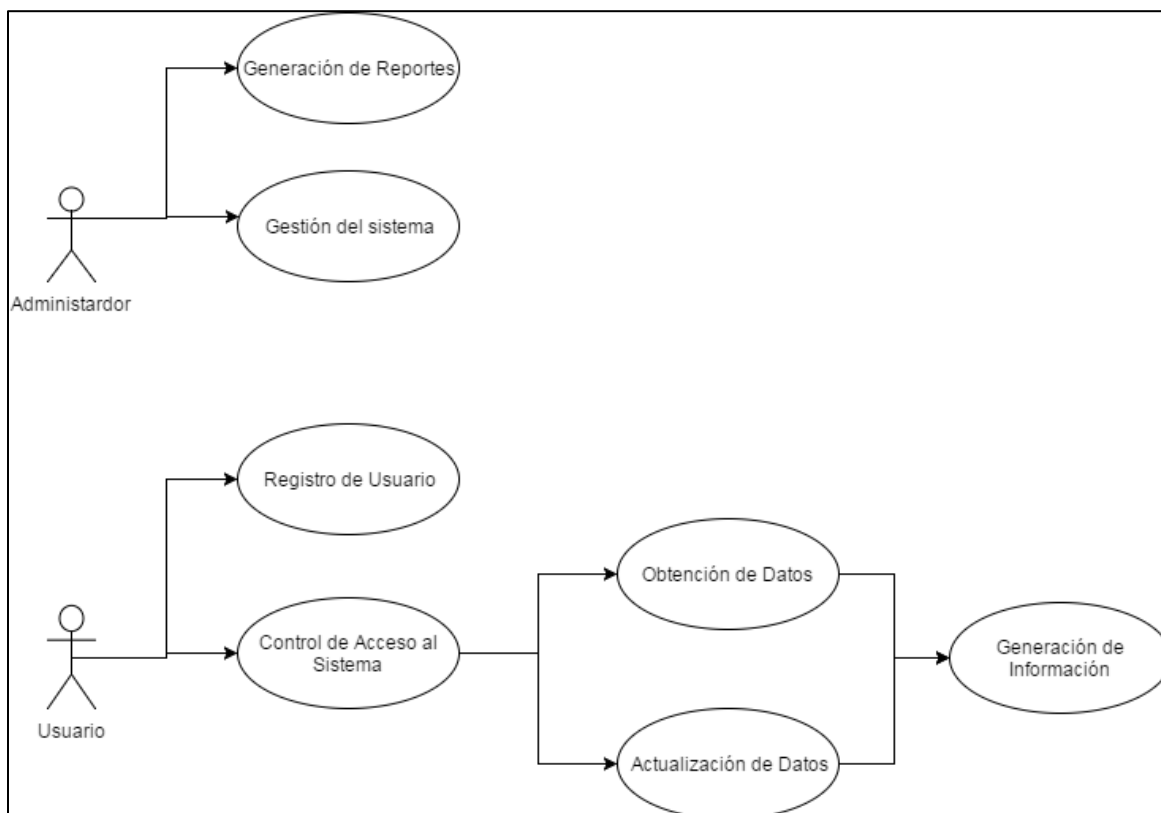 Generación de Reportes
Gestión del sistema
Administardor
Registro de Usuario
Control de Acceso al
Sistema
Usuario
Obtención de Datos
Actualización de Datos
Generación de
Información